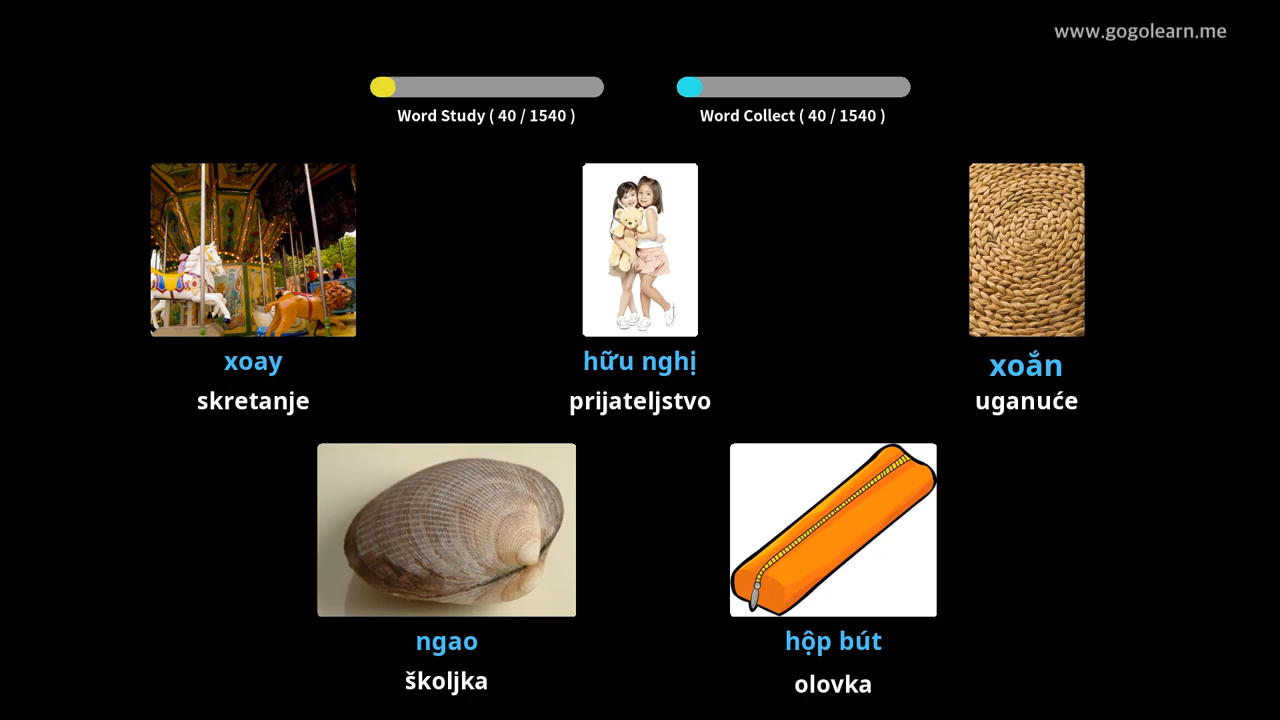 www.gogolearn.me
Word Study ( 40 / 1540 )
Word Collect ( 40 / 1540 )
xoay
skretanje
hữu nghị
prijateljstvo
xoắn
uganuće
ngao
školjka
hộp bút
olovka